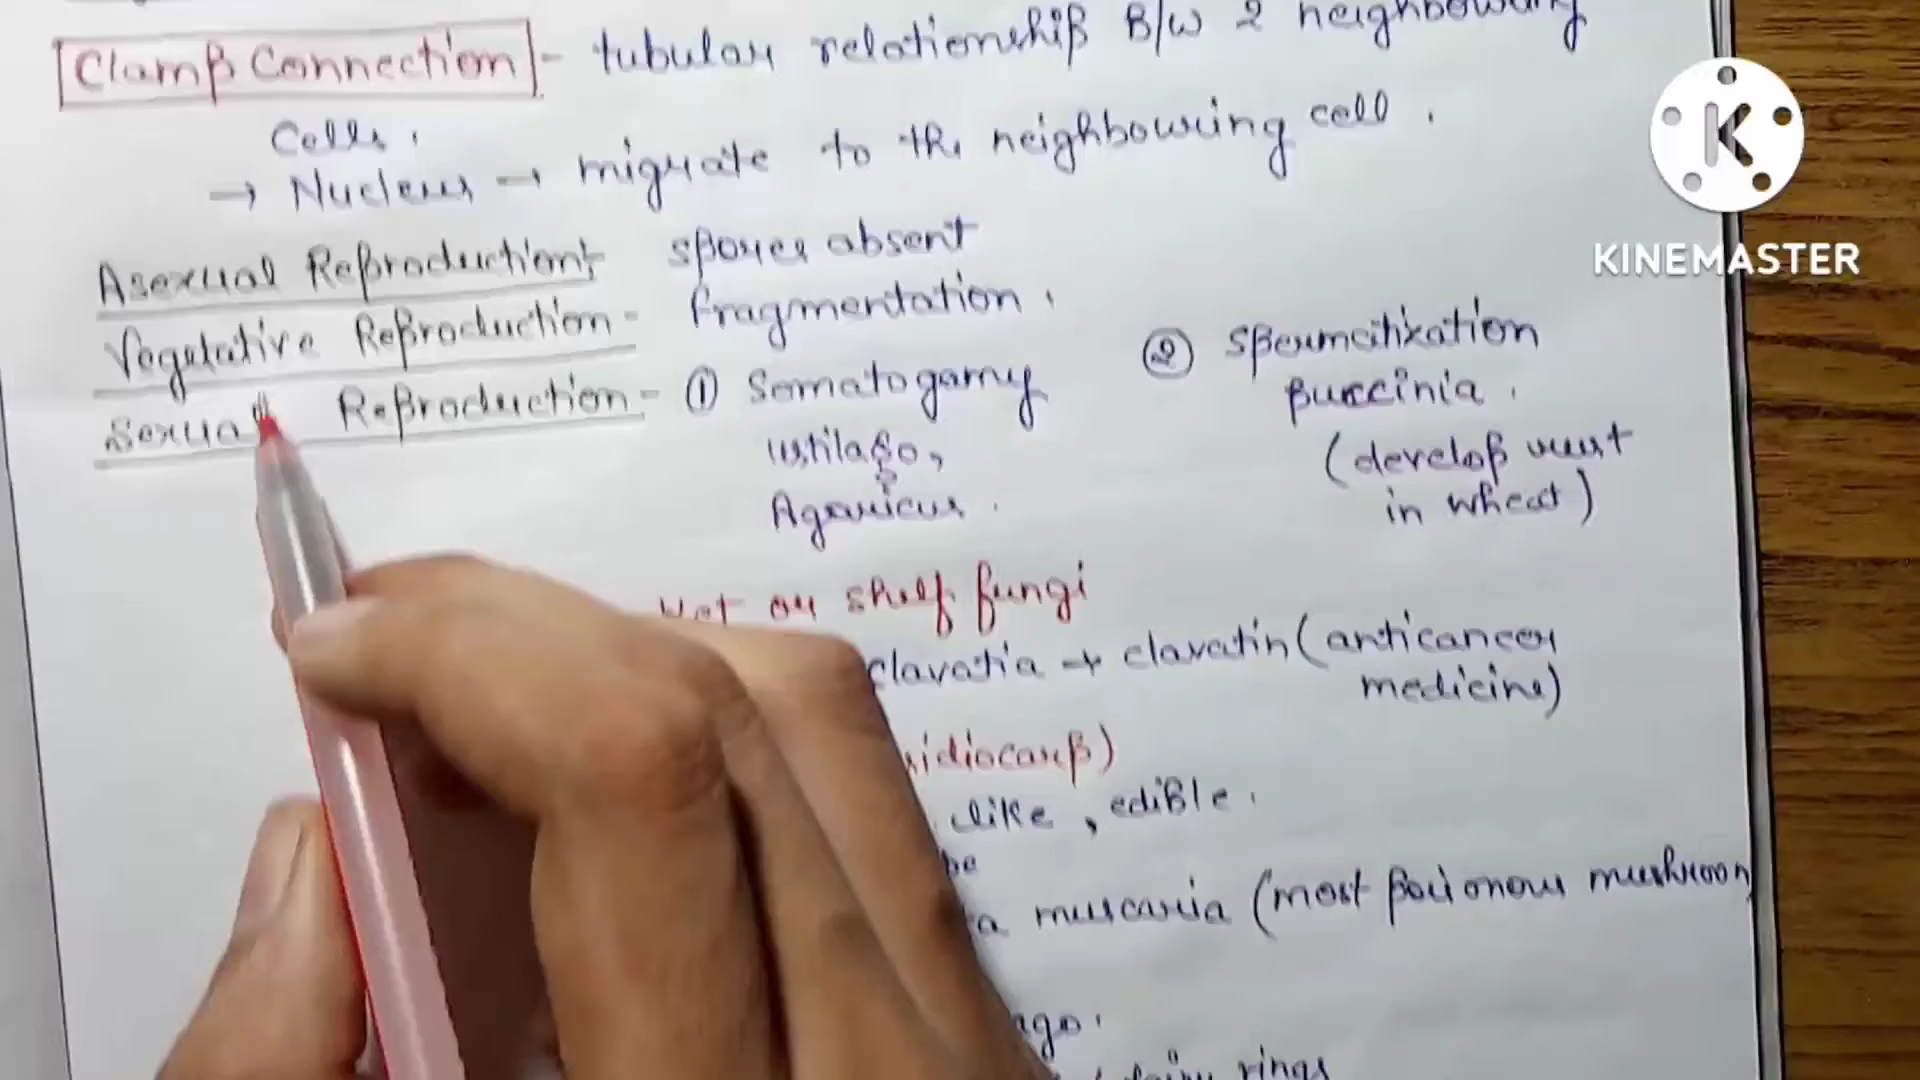 Clamp Connection - tubular relationship B/w 2 neighbouring
Cells.
→ Nucleus → migrate to the neighbouring cell.
Asexual Reproduction:- spores absent
Vegetative Reproduction - fragmentation.
Sexual Reproduction - ① Somatogamy
ustilago,
Agaricus.
② spermatization
puccinia.
(develop rust
in wheat)
or shelf fungi
clavatia → clavatin (anticancer
medicine)
like, edible.
muscaria (most poisonous mushroom
rings
K
KINEMASTER